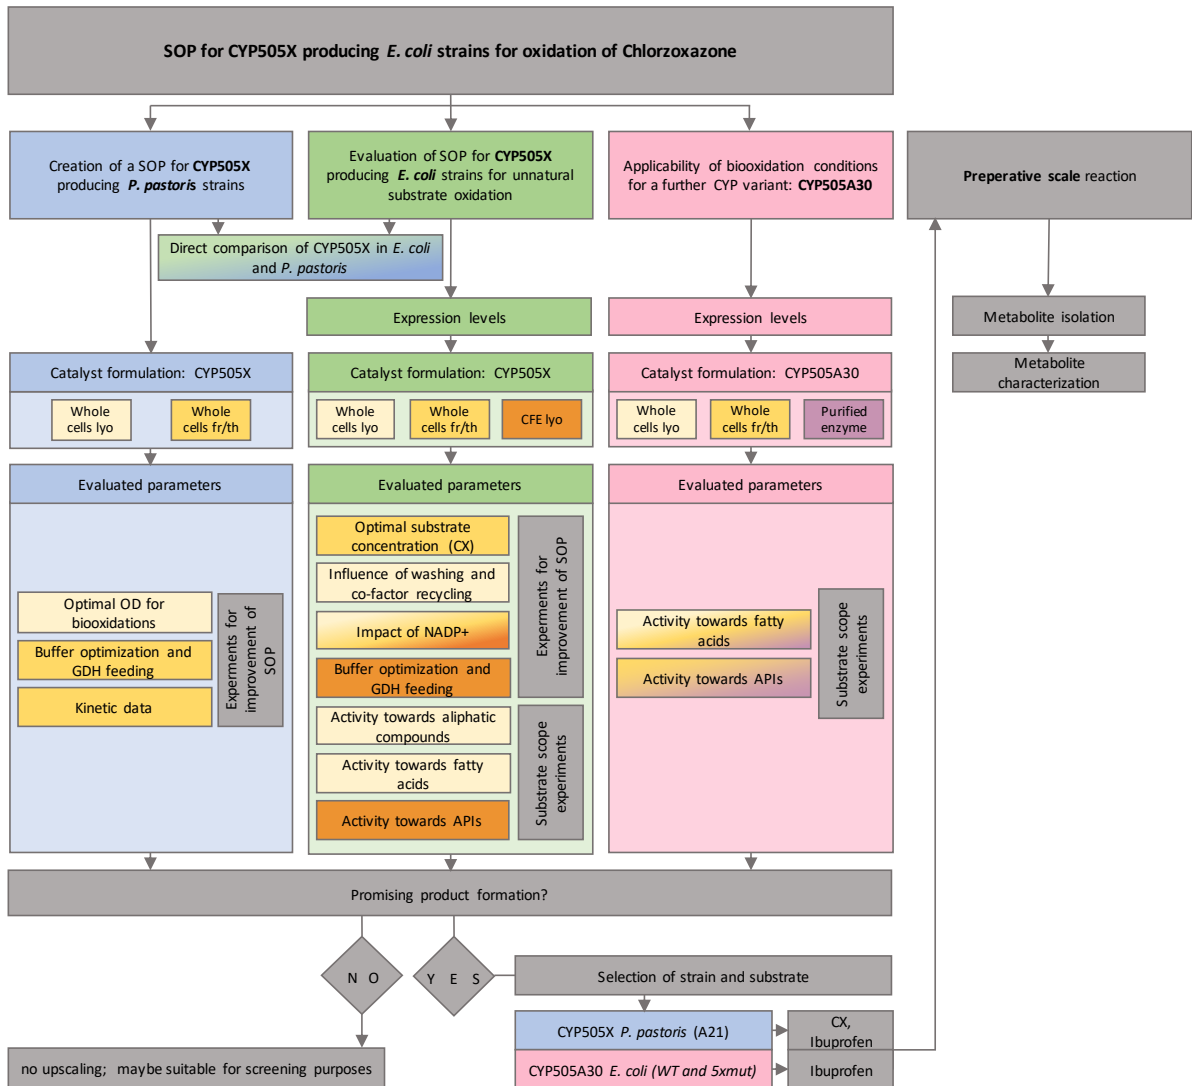 SOP for CYP505X producing E. coli strains for oxidation of Chlorzoxazone
Creation of a SOP for CYP505X
producing P. pastoris strains
Evaluation of SOP for CYP505X
producing E. coli strains for unnatural
substrate oxidation
Applicability of biooxidation conditions
for a further CYP variant: CYP505A30
Preperative scale reaction
Direct comparison of CYP505X in E. coli
and P. pastoris
Expression levels
Expression levels
Metabolite isolation
Metabolite
characterization
Catalyst formulation: CYP505X
Whole
cells lyo
Whole
cells fr/th
Catalyst formulation: CYP505X
Whole
cells lyo
Whole
cells fr/th
CFE lyo
Catalyst formulation: CYP505A30
Whole
cells lyo
Whole
cells fr/th
Purified
enzyme
Evaluated parameters
Optimal OD for
biooxidations
Buffer optimization and
GDH feeding
Kinetic data
Experments for
improvement of
SOP
Evaluated parameters
Optimal substrate
concentration (CX)
Influence of washing and
co-factor recycling
Impact of NADP+
Buffer optimization and
GDH feeding
Experments for
improvement of SOP
Activity towards aliphatic
compounds
Activity towards fatty
acids
Activity towards APIs
Substrate scope
experiments
Evaluated parameters
Activity towards fatty
acids
Activity towards APIs
Substrate scope
experiments
Promising product formation?
N O
Y E S
Selection of strain and substrate
CYP505X P. pastoris (A21)
CX,
Ibuprofen
CYP505A30 E. coli (WT and 5xmut)
Ibuprofen
no upscaling; maybe suitable for screening purposes